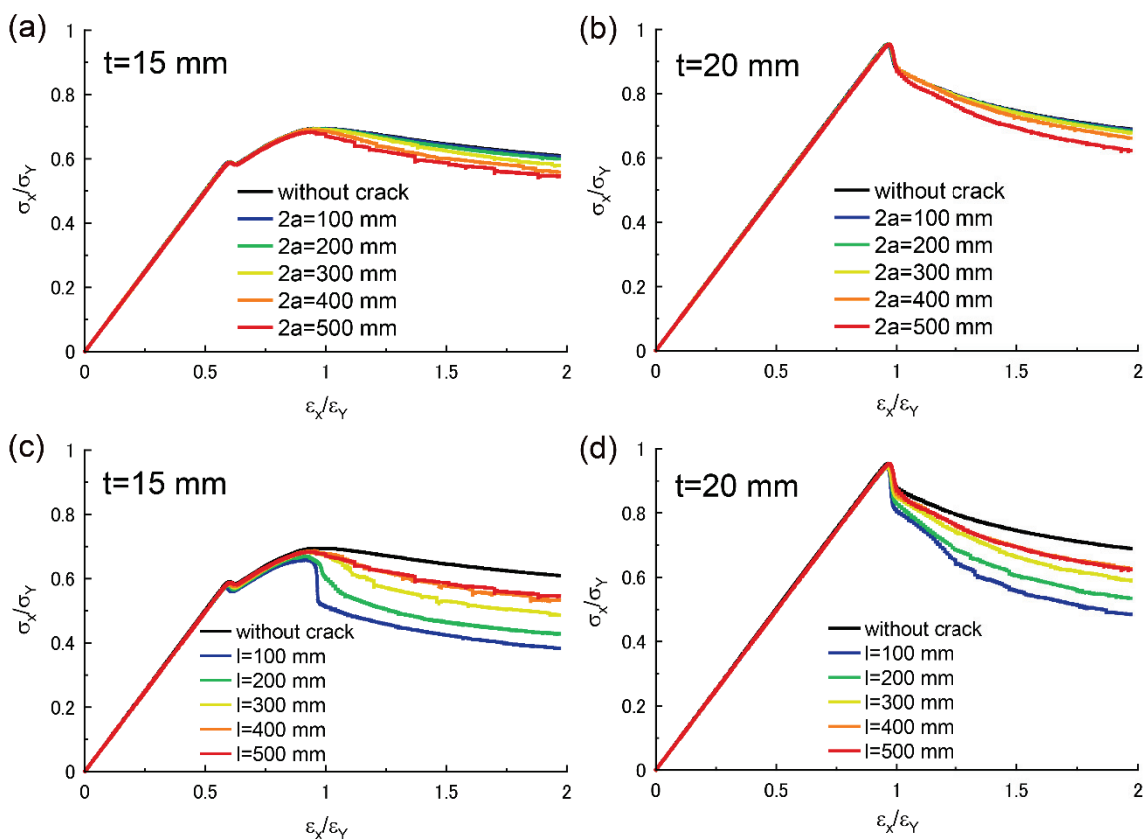 (a)
t=15 mm
σx/σY
1
0.8
0.6
0.4
0.2
0
without crack
2a=100 mm
2a=200 mm
2a=300 mm
2a=400 mm
2a=500 mm
0 0.5 1 1.5 2
εx/εY
(b)
t=20 mm
σx/σY
1
0.8
0.6
0.4
0.2
0
without crack
2a=100 mm
2a=200 mm
2a=300 mm
2a=400 mm
2a=500 mm
0 0.5 1 1.5 2
εx/εY
(c)
t=15 mm
σx/σY
1
0.8
0.6
0.4
0.2
0
without crack
l=100 mm
l=200 mm
l=300 mm
l=400 mm
l=500 mm
0 0.5 1 1.5 2
εx/εY
(d)
t=20 mm
σx/σY
1
0.8
0.6
0.4
0.2
0
without crack
l=100 mm
l=200 mm
l=300 mm
l=400 mm
l=500 mm
0 0.5 1 1.5 2
εx/εY